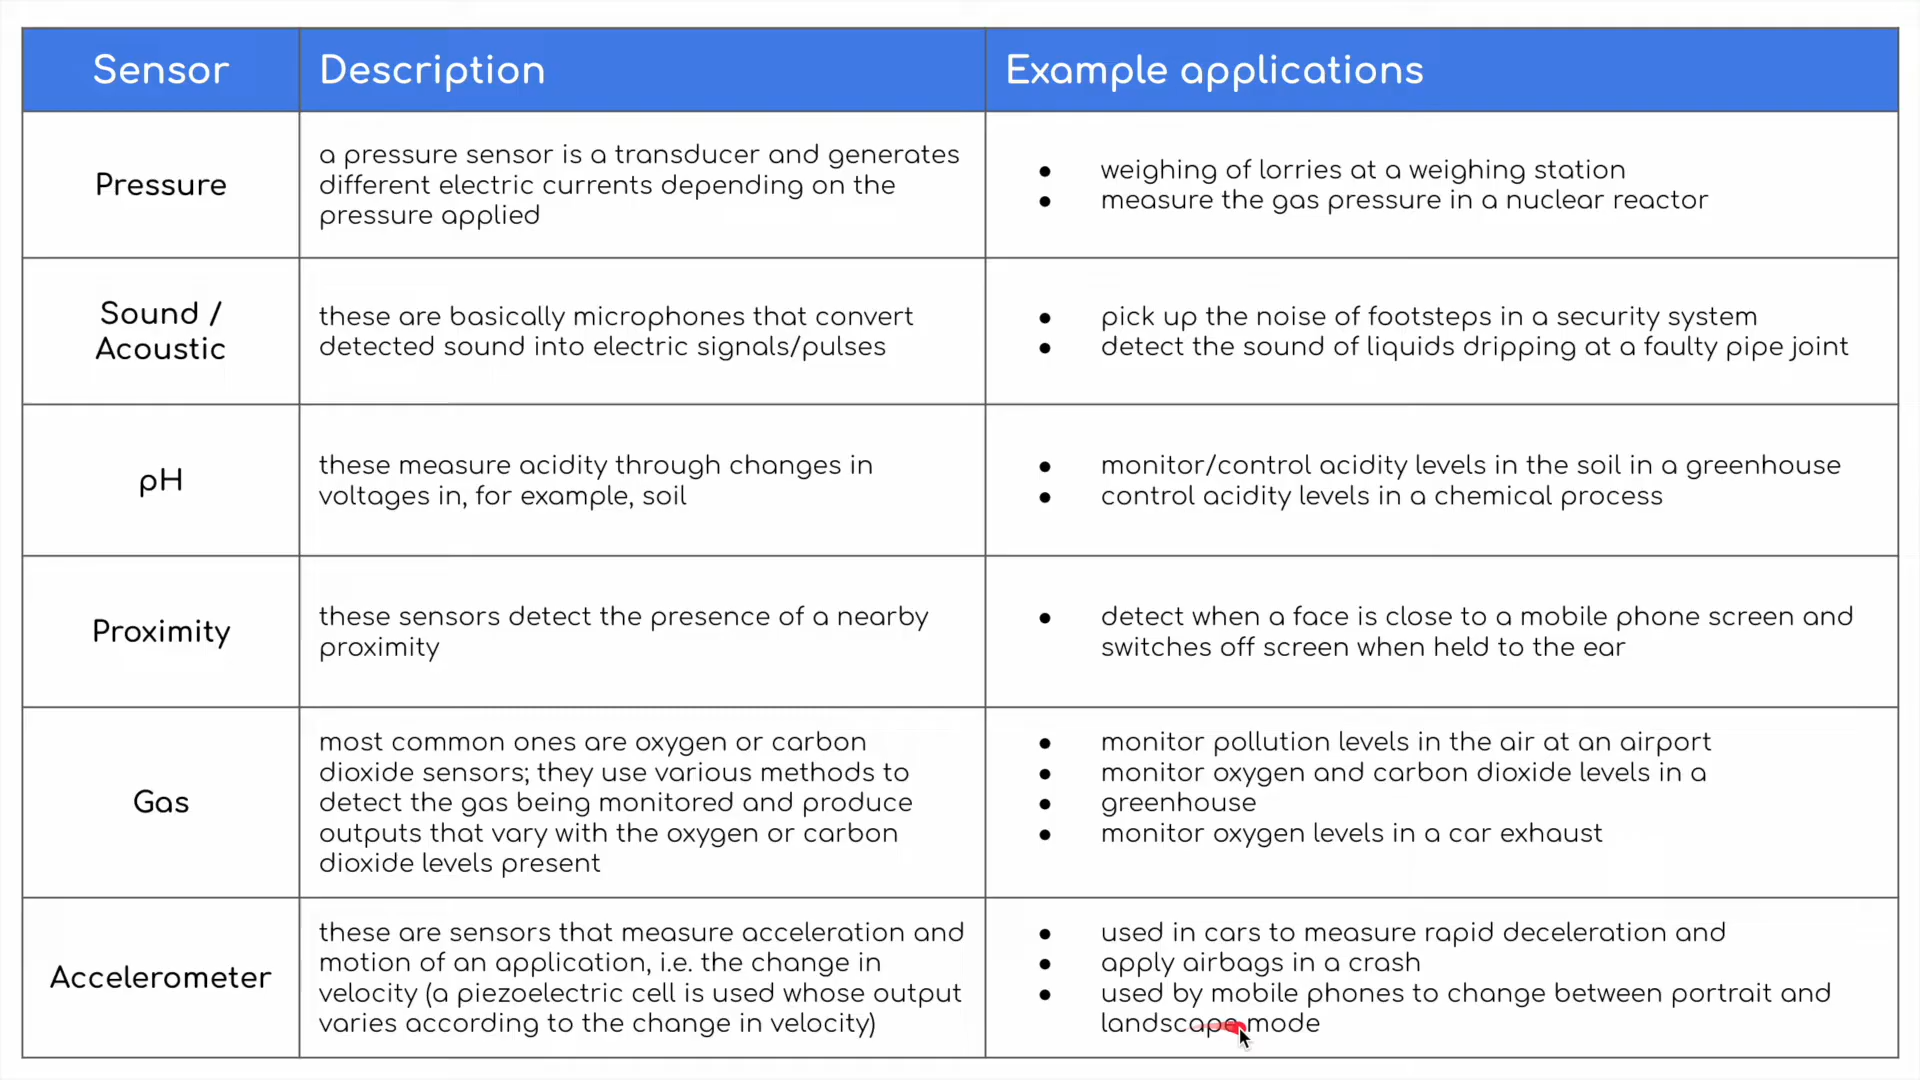 Sensor
Description
Example applications
Pressure
a pressure sensor is a transducer and generates
different electric currents depending on the
pressure applied
● weighing of lorries at a weighing station
● measure the gas pressure in a nuclear reactor
Sound /
Acoustic
these are basically microphones that convert
detected sound into electric signals/pulses
● pick up the noise of footsteps in a security system
● detect the sound of liquids dripping at a faulty pipe joint
pH
these measure acidity through changes in
voltages in, for example, soil
● monitor/control acidity levels in the soil in a greenhouse
● control acidity levels in a chemical process
Proximity
these sensors detect the presence of a nearby
proximity
● detect when a face is close to a mobile phone screen and
switches off screen when held to the ear
Gas
most common ones are oxygen or carbon
dioxide sensors; they use various methods to
detect the gas being monitored and produce
outputs that vary with the oxygen or carbon
dioxide levels present
● monitor pollution levels in the air at an airport
● monitor oxygen and carbon dioxide levels in a
● greenhouse
● monitor oxygen levels in a car exhaust
Accelerometer
these are sensors that measure acceleration and
motion of an application, i.e. the change in
velocity (a piezoelectric cell is used whose output
varies according to the change in velocity)
● used in cars to measure rapid deceleration and
● apply airbags in a crash
● used by mobile phones to change between portrait and
landscape mode